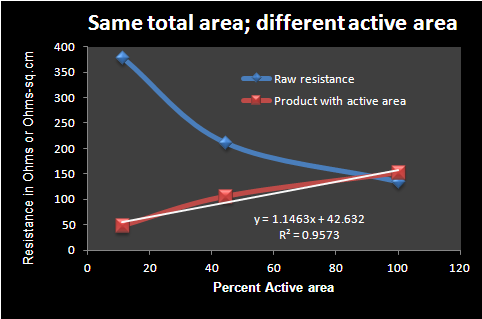 Same total area; different active area
Resistance in Ohms or Ohms-sq.cm
400
350
300
250
200
150
100
50
0
Raw resistance
Product with active area
y = 1.1463x + 42.632
R² = 0.9573
0 20 40 60 80 100 120
Percent Active area